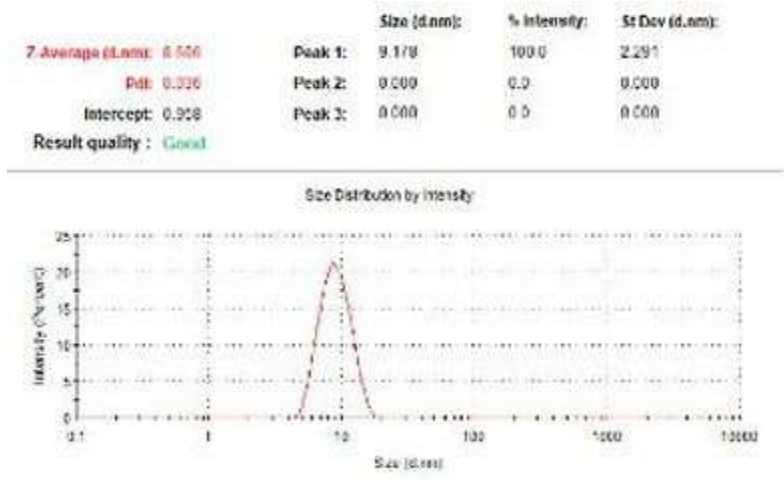 Size (d.nm): % Intensity: St Dev (d.nm):
Z-Average (d.nm): Peak 1: 9.178 100.0 2.291
PdI: Peak 2: 0.000 0.0 0.000
Intercept: 0.958 Peak 3: 0.000 0.0 0.000
Result quality : Good
Size Distribution by Intensity
Intensity (Percent)
25
20
15
10
5
0
0.1 1 10 100 1000 10000
Size (d.nm)